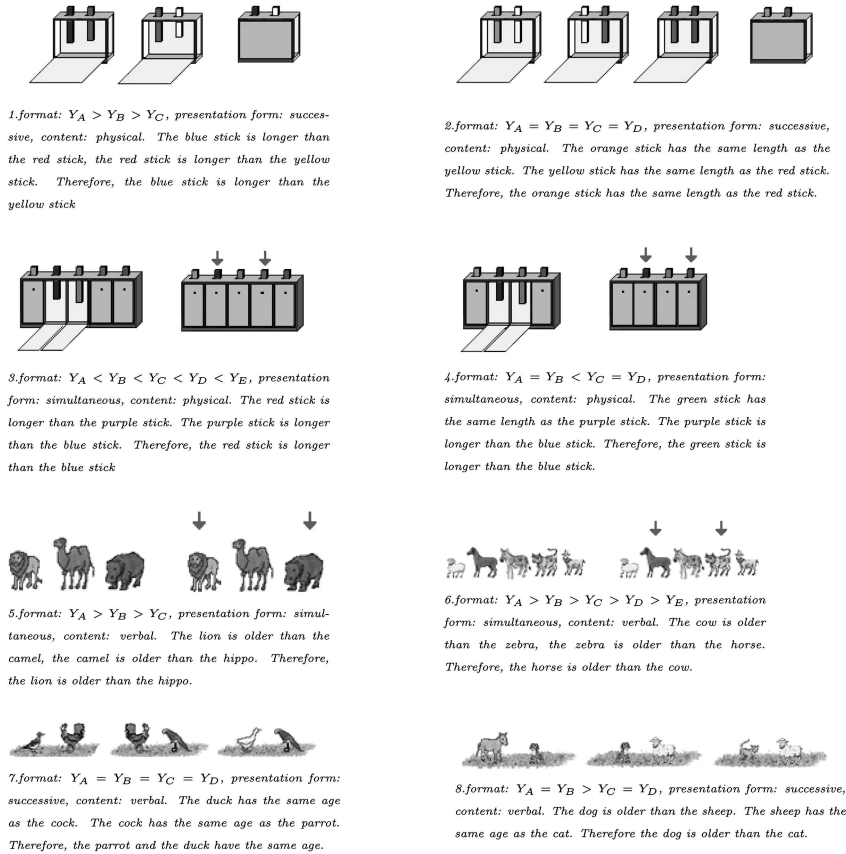 1.format: Y_A > Y_B > Y_C, presentation form: succes-
sive, content: physical. The blue stick is longer than
the red stick, the red stick is longer than the yellow
stick. Therefore, the blue stick is longer than the
yellow stick
2.format: Y_A = Y_B = Y_C = Y_D, presentation form: successive,
content: physical. The orange stick has the same length as the
yellow stick. The yellow stick has the same length as the red stick.
Therefore, the orange stick has the same length as the red stick.
3.format: Y_A < Y_B < Y_C < Y_D < Y_E, presentation
form: simultaneous, content: physical. The red stick is
longer than the purple stick. The purple stick is longer
than the blue stick. Therefore, the red stick is longer
than the blue stick
4.format: Y_A = Y_B < Y_C = Y_D, presentation form:
simultaneous, content: physical. The green stick has
the same length as the purple stick. The purple stick is
longer than the blue stick. Therefore, the green stick is
longer than the blue stick.
5.format: Y_A > Y_B > Y_C, presentation form: simul-
taneous, content: verbal. The lion is older than the
camel, the camel is older than the hippo. Therefore,
the lion is older than the hippo.
6.format: Y_A > Y_B > Y_C > Y_D > Y_E, presentation
form: simultaneous, content: verbal. The cow is older
than the zebra, the zebra is older than the horse.
Therefore, the horse is older than the cow.
7.format: Y_A = Y_B = Y_C = Y_D, presentation form:
successive, content: verbal. The duck has the same age
as the cock. The cock has the same age as the parrot.
Therefore, the parrot and the duck have the same age.
8.format: Y_A = Y_B > Y_C = Y_D, presentation form: successive,
content: verbal. The dog is older than the sheep. The sheep has the
same age as the cat. Therefore the dog is older than the cat.